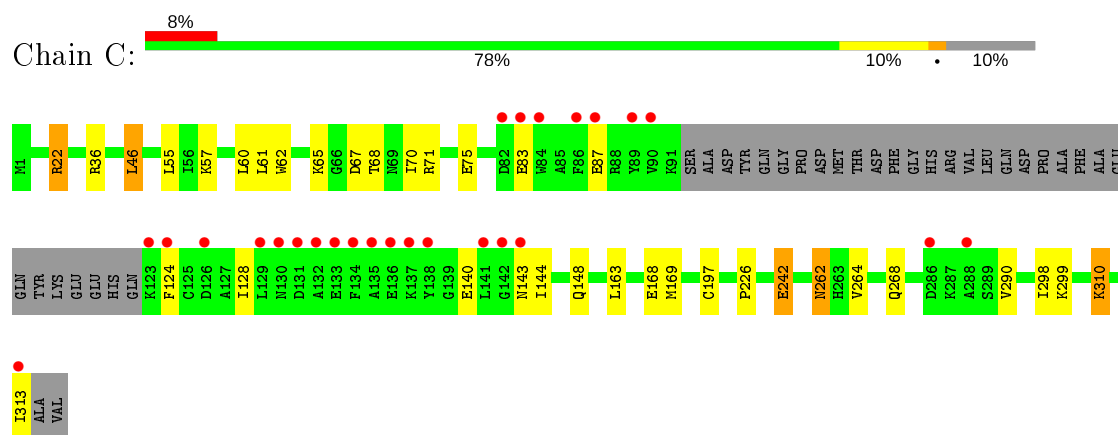 8%
Chain C:
78% 10% • 10%
M1 R22 R36 L46 L55 I56 K57 L60 L61 W62 K65 G66 D67 T68 N69 I70 R71 E75 D82 E83 W84 A85 F86 E87 R88 Y89 V90 K91 SER ALA ASP TYR GLN GLY PRO ASP MET THR ASP PHE GLY HIS ARG VAL LEU GLN ASP PRO ALA PHE ALA GLU
GLN TYR LYS GLU GLU HIS GLN K123 F124 C125 D126 A127 I128 L129 N130 D131 A132 E133 F134 A135 E136 K137 Y138 G139 E140 L141 G142 N143 I144 Q148 L163 E168 M169 C197 P226 E242 N262 H263 V264 Q268 D286 K287 A288 S289 V290 I298 K299 K310
I313 ALA VAL